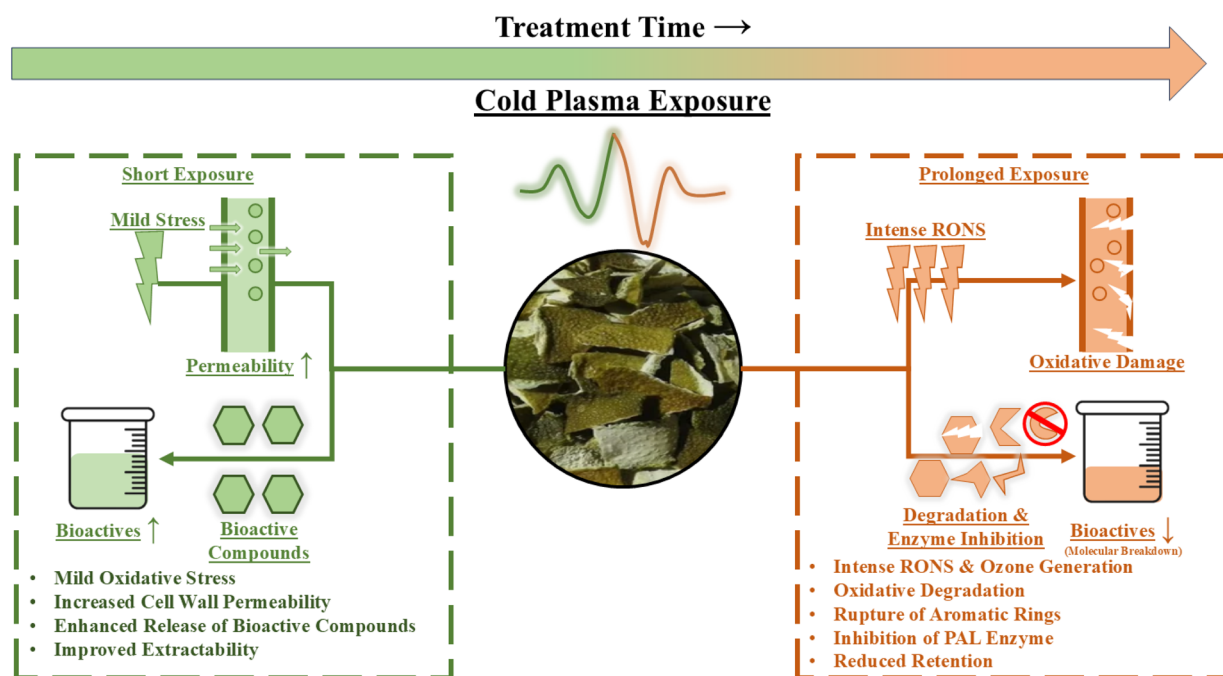 Treatment Time →
Cold Plasma Exposure
Short Exposure
Mild Stress
Permeability ↑
Bioactives ↑
Bioactive
Compounds
• Mild Oxidative Stress
• Increased Cell Wall Permeability
• Enhanced Release of Bioactive Compounds
• Improved Extractability
Prolonged Exposure
Intense RONS
Oxidative Damage
Degradation &
Enzyme Inhibition
Bioactives ↓
(Molecular Breakdown)
• Intense RONS & Ozone Generation
• Oxidative Degradation
• Rupture of Aromatic Rings
• Inhibition of PAL Enzyme
• Reduced Retention